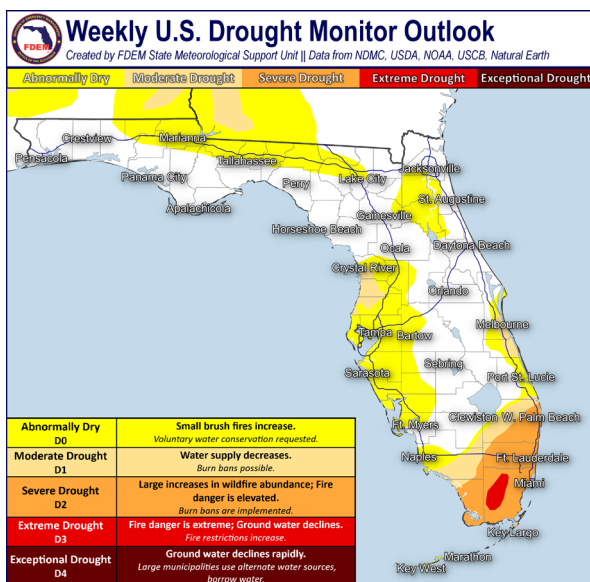 FDEM
Weekly U.S. Drought Monitor Outlook
Created by FDEM State Meteorological Support Unit || Data from NDMC, USDA, NOAA, USCB, Natural Earth
Abnormally Dry Moderate Drought Severe Drought Extreme Drought Exceptional Drought
Crestview
Marianna
Pensacola
Tallahassee
Jacksonville
Panama City
Perry
Lake City
St. Augustine
Apalachicola
Gainesville
Horseshoe Beach
Ocala
Daytona Beach
Crystal River
Orlando
Tampa
Bartow
Melbourne
Sebring
Sarasota
Port St. Lucie
Clewiston W. Palm Beach
Ft. Myers
Naples
Ft. Lauderdale
Miami
Key Largo
Marathon
Key West
Abnormally Dry
D0
Small brush fires increase.
Voluntary water conservation requested.
Moderate Drought
D1
Water supply decreases.
Burn bans possible.
Severe Drought
D2
Large increases in wildfire abundance; Fire
danger is elevated.
Burn bans are implemented.
Extreme Drought
D3
Fire danger is extreme; Ground water declines.
Fire restrictions increase.
Exceptional Drought
D4
Ground water declines rapidly.
Large municipalities use alternate water sources,
borrow water.